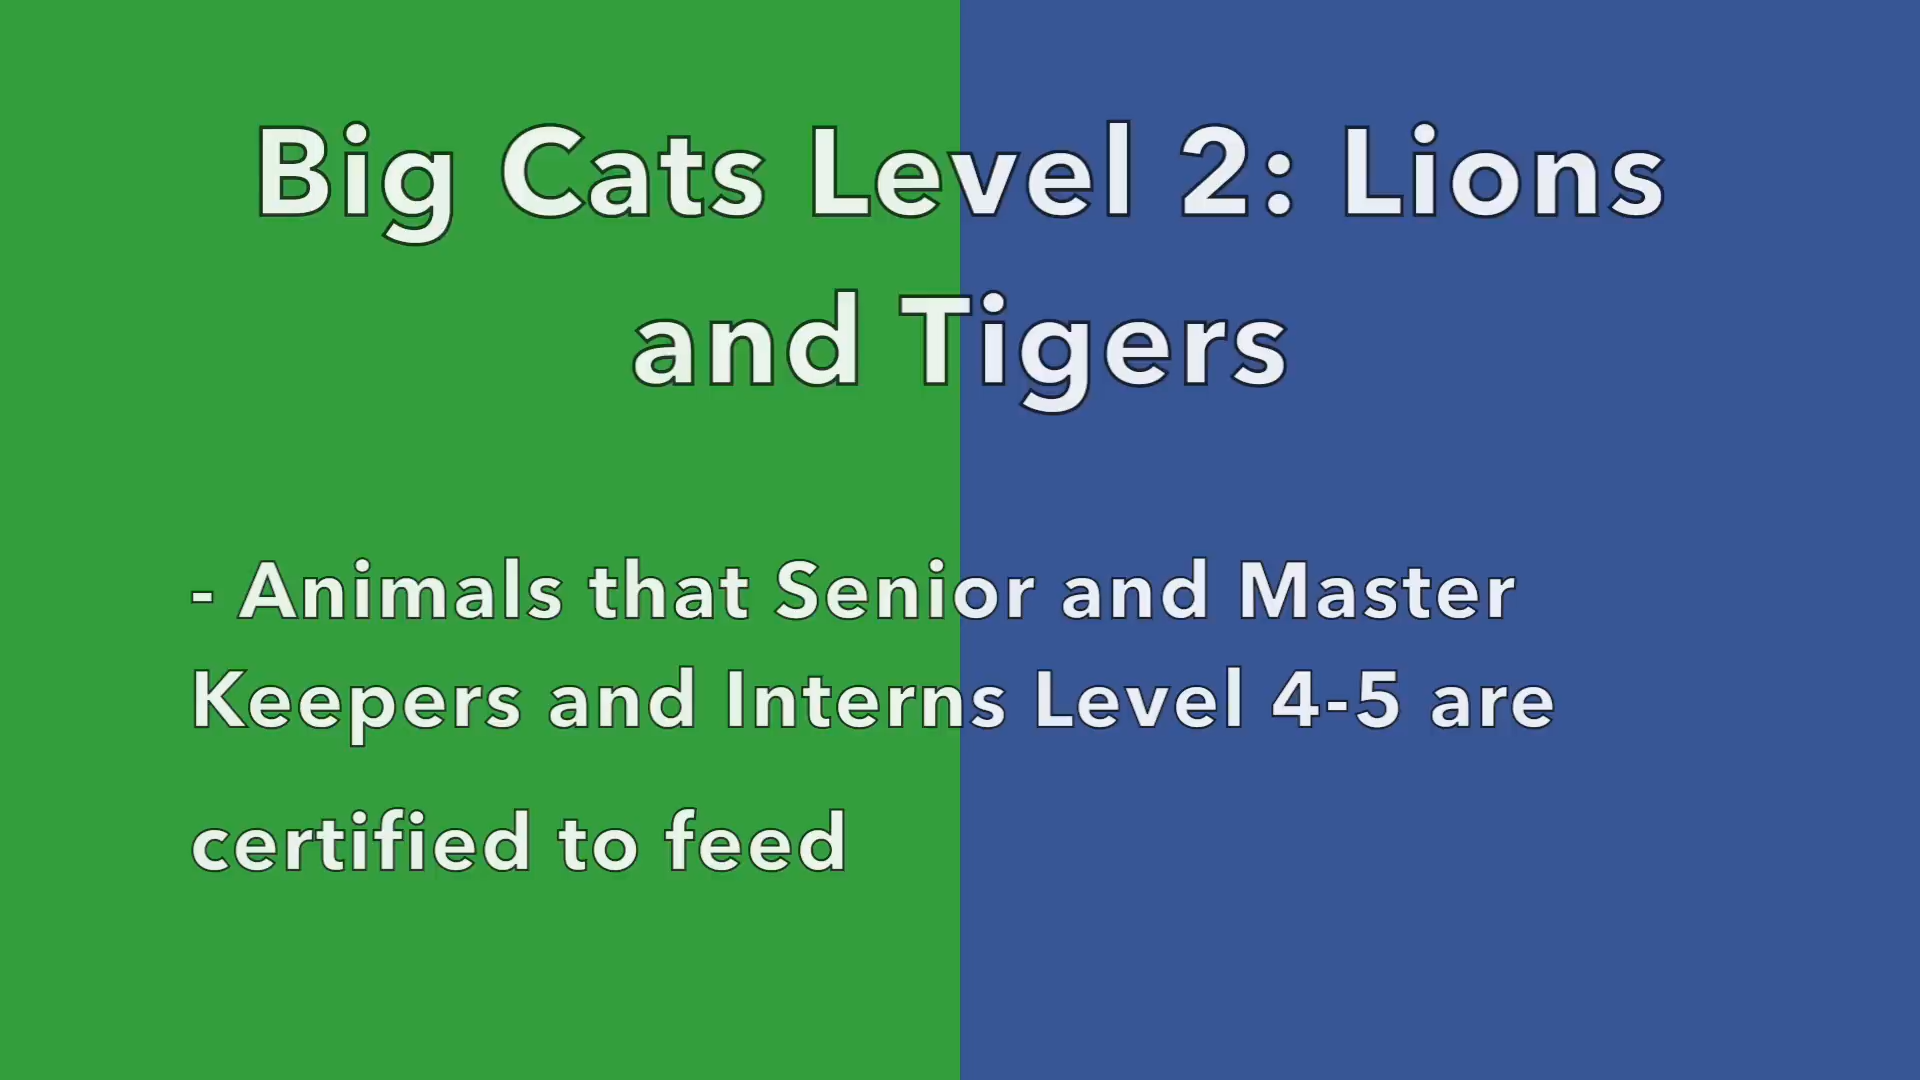 Big Cats Level 2: Lions
and Tigers
- Animals that Senior and Master
Keepers and Interns Level 4-5 are
certified to feed